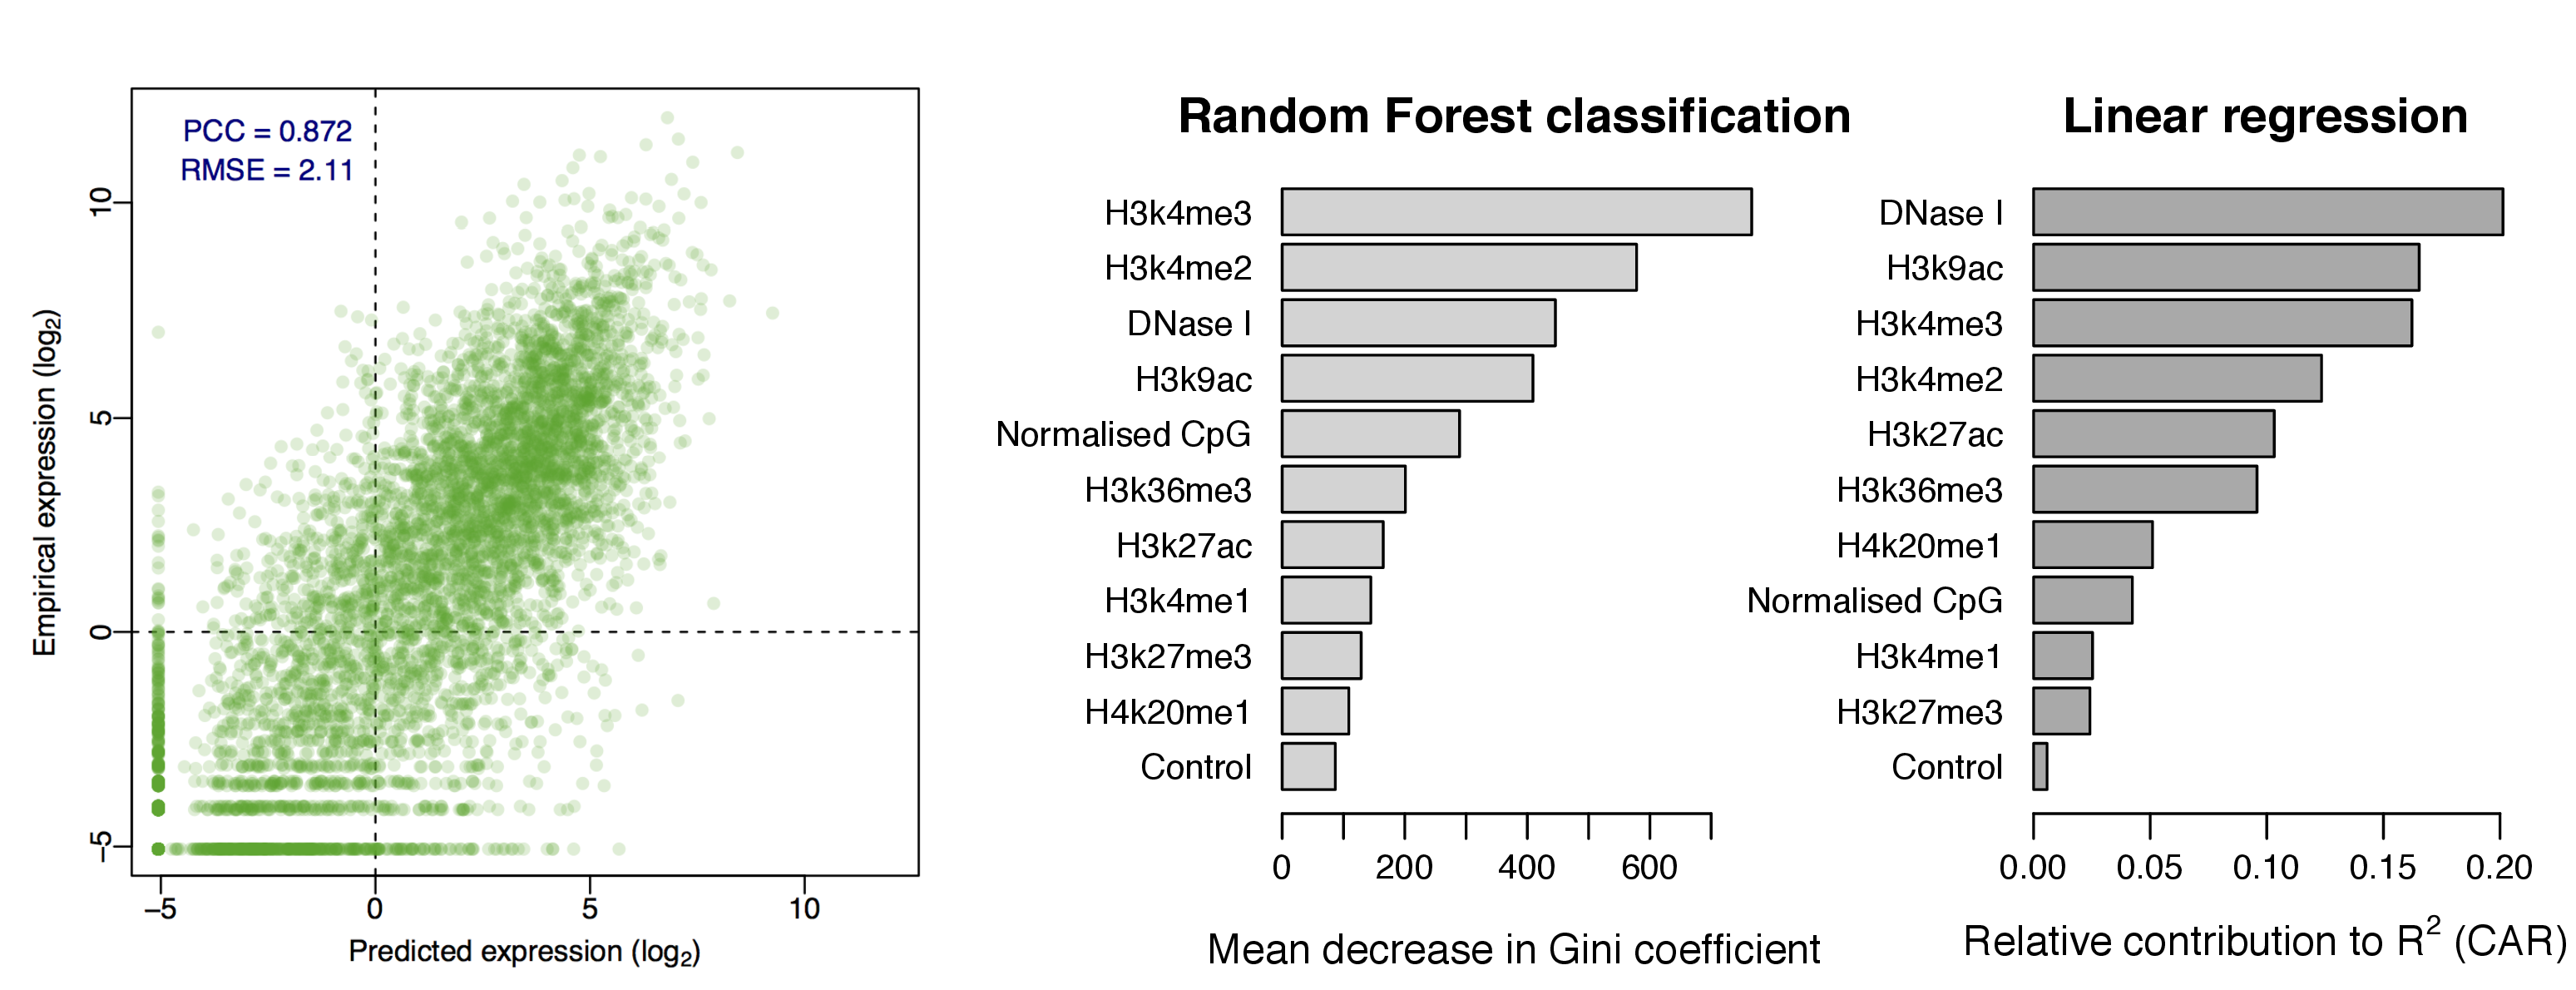 PCC = 0.872
RMSE = 2.11
Empirical expression (log2)
10
5
0
−5
−5 0 5 10
Predicted expression (log2)
Random Forest classification
H3k4me3
H3k4me2
DNase I
H3k9ac
Normalised CpG
H3k36me3
H3k27ac
H3k4me1
H3k27me3
H4k20me1
Control
0 200 400 600
Mean decrease in Gini coefficient
Linear regression
DNase I
H3k9ac
H3k4me3
H3k4me2
H3k27ac
H3k36me3
H4k20me1
Normalised CpG
H3k4me1
H3k27me3
Control
0.00 0.05 0.10 0.15 0.20
Relative contribution to R2 (CAR)